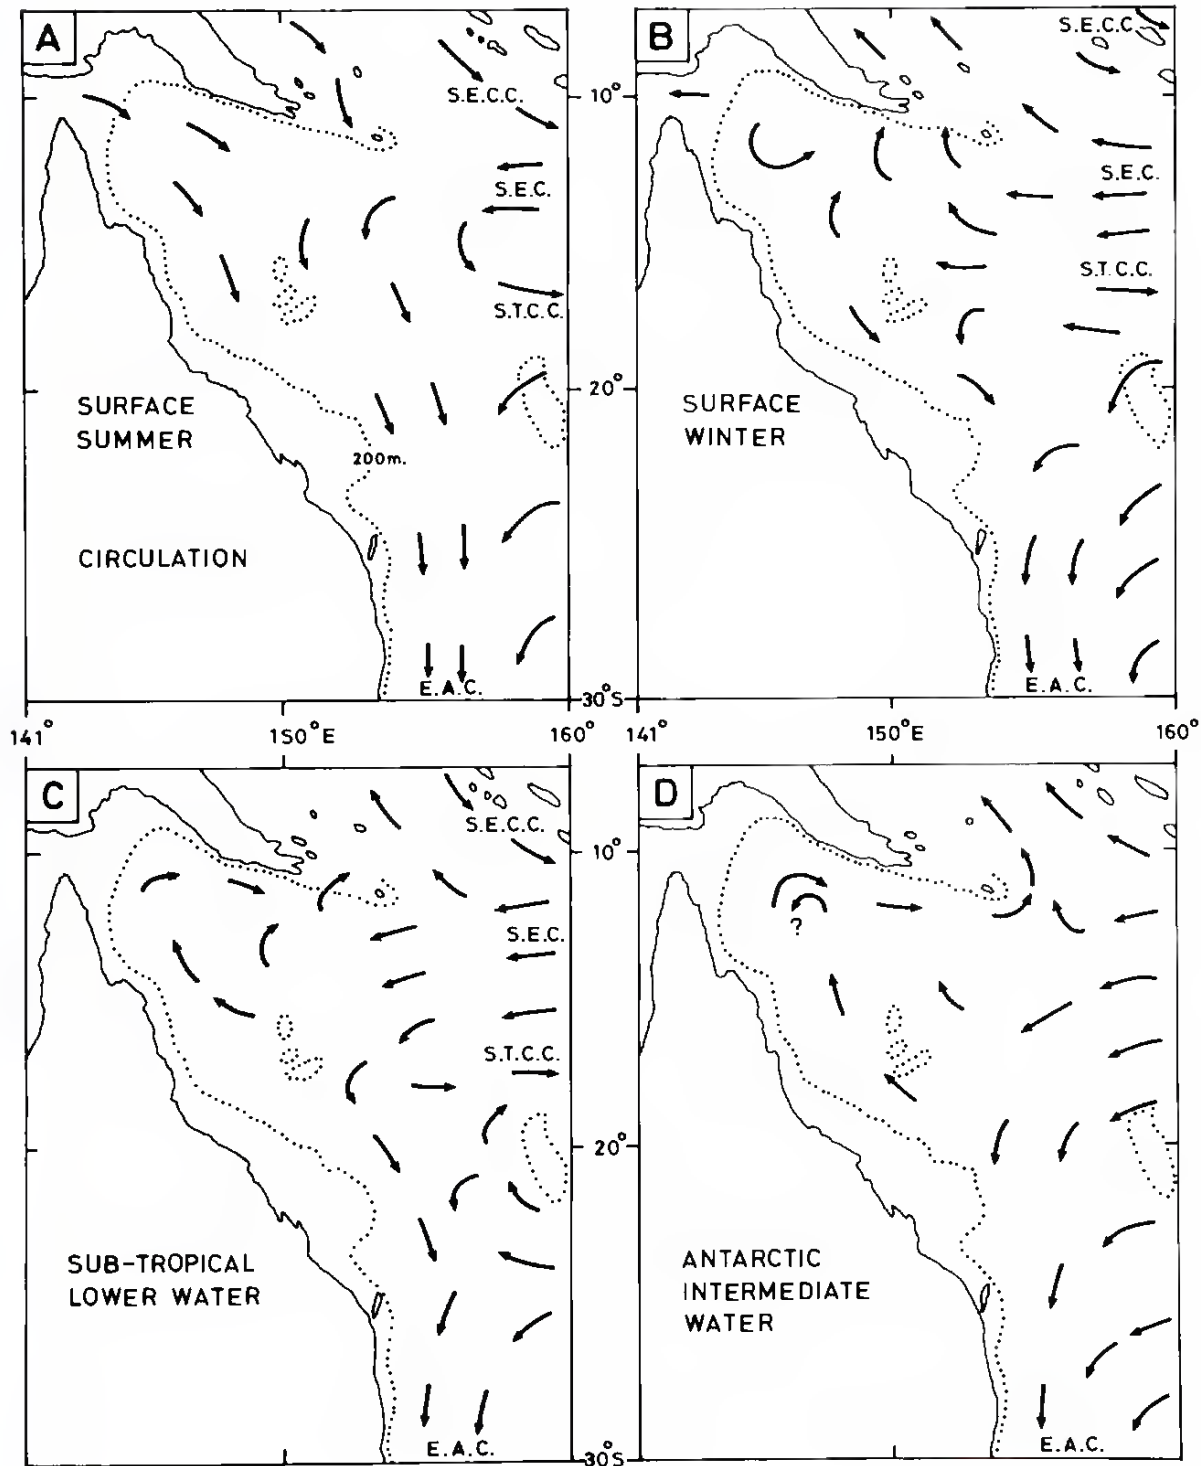 A
S.E.C.C.
S.E.C.
S.T.C.C.
SURFACE
SUMMER
200m.
CIRCULATION
E.A.C.
B
S.E.C.C.
S.E.C.
S.T.C.C.
SURFACE
WINTER
E.A.C.
10°
20°
30°S
141°
150°E
160°
141°
150°E
160°
C
S.E.C.C.
S.E.C.
S.T.C.C.
SUB-TROPICAL
LOWER WATER
E.A.C.
D
?
ANTARCTIC
INTERMEDIATE
WATER
E.A.C.
10°
20°
30°S